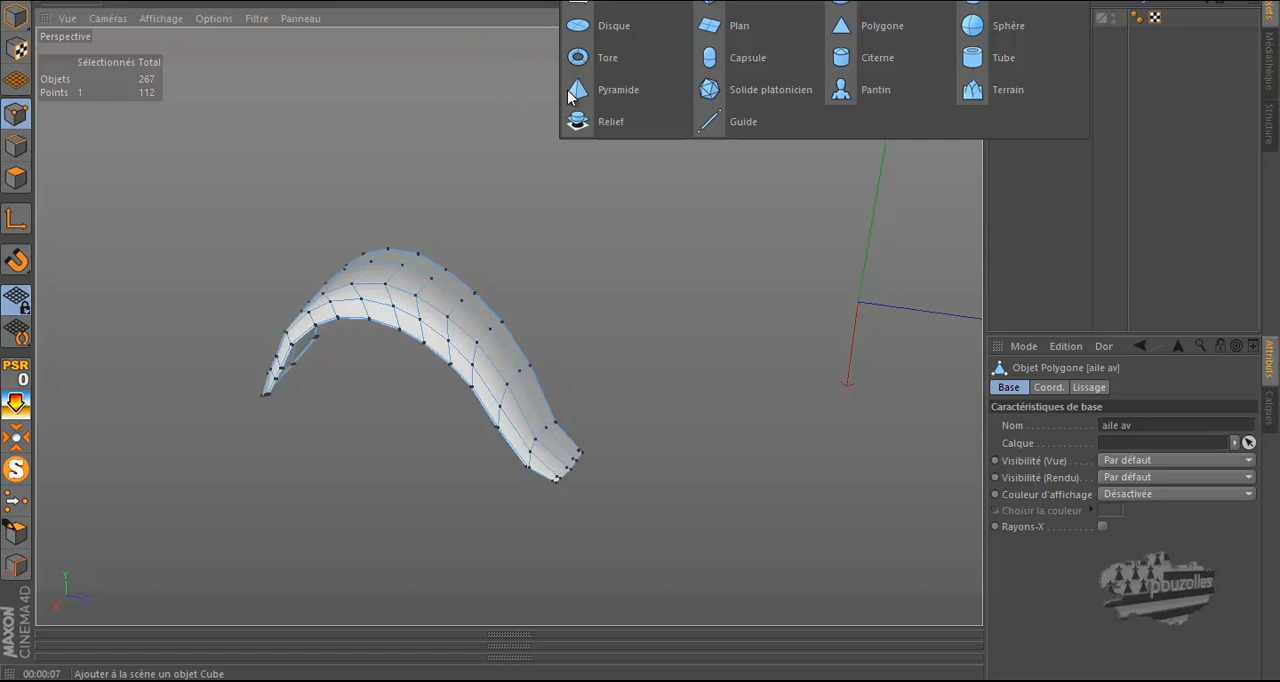 Vue Caméras Affichage Options Filtre Panneau
Perspective
Sélectionnés Total
Objets 267
Points 1 112
Disque Plan Polygone Sphère
Tore Capsule Citerne Tube
Pyramide Solide platonicien Pantin Terrain
Relief Guide
Médiathèque
Structure
PSR
0
S
Mode Edition Dor
Objet Polygone [aile av]
Base Coord. Lissage
Caractéristiques de base
Nom aile av
Calque
Visibilité (Vue) Par défaut
Visibilité (Rendu) Par défaut
Couleur d'affichage Désactivée
Choisir la couleur
Rayons-X
Attributs
Calques
pouzolles
Y
MAXON
CINEMA 4D
00:00:07 Ajouter à la scène un objet Cube